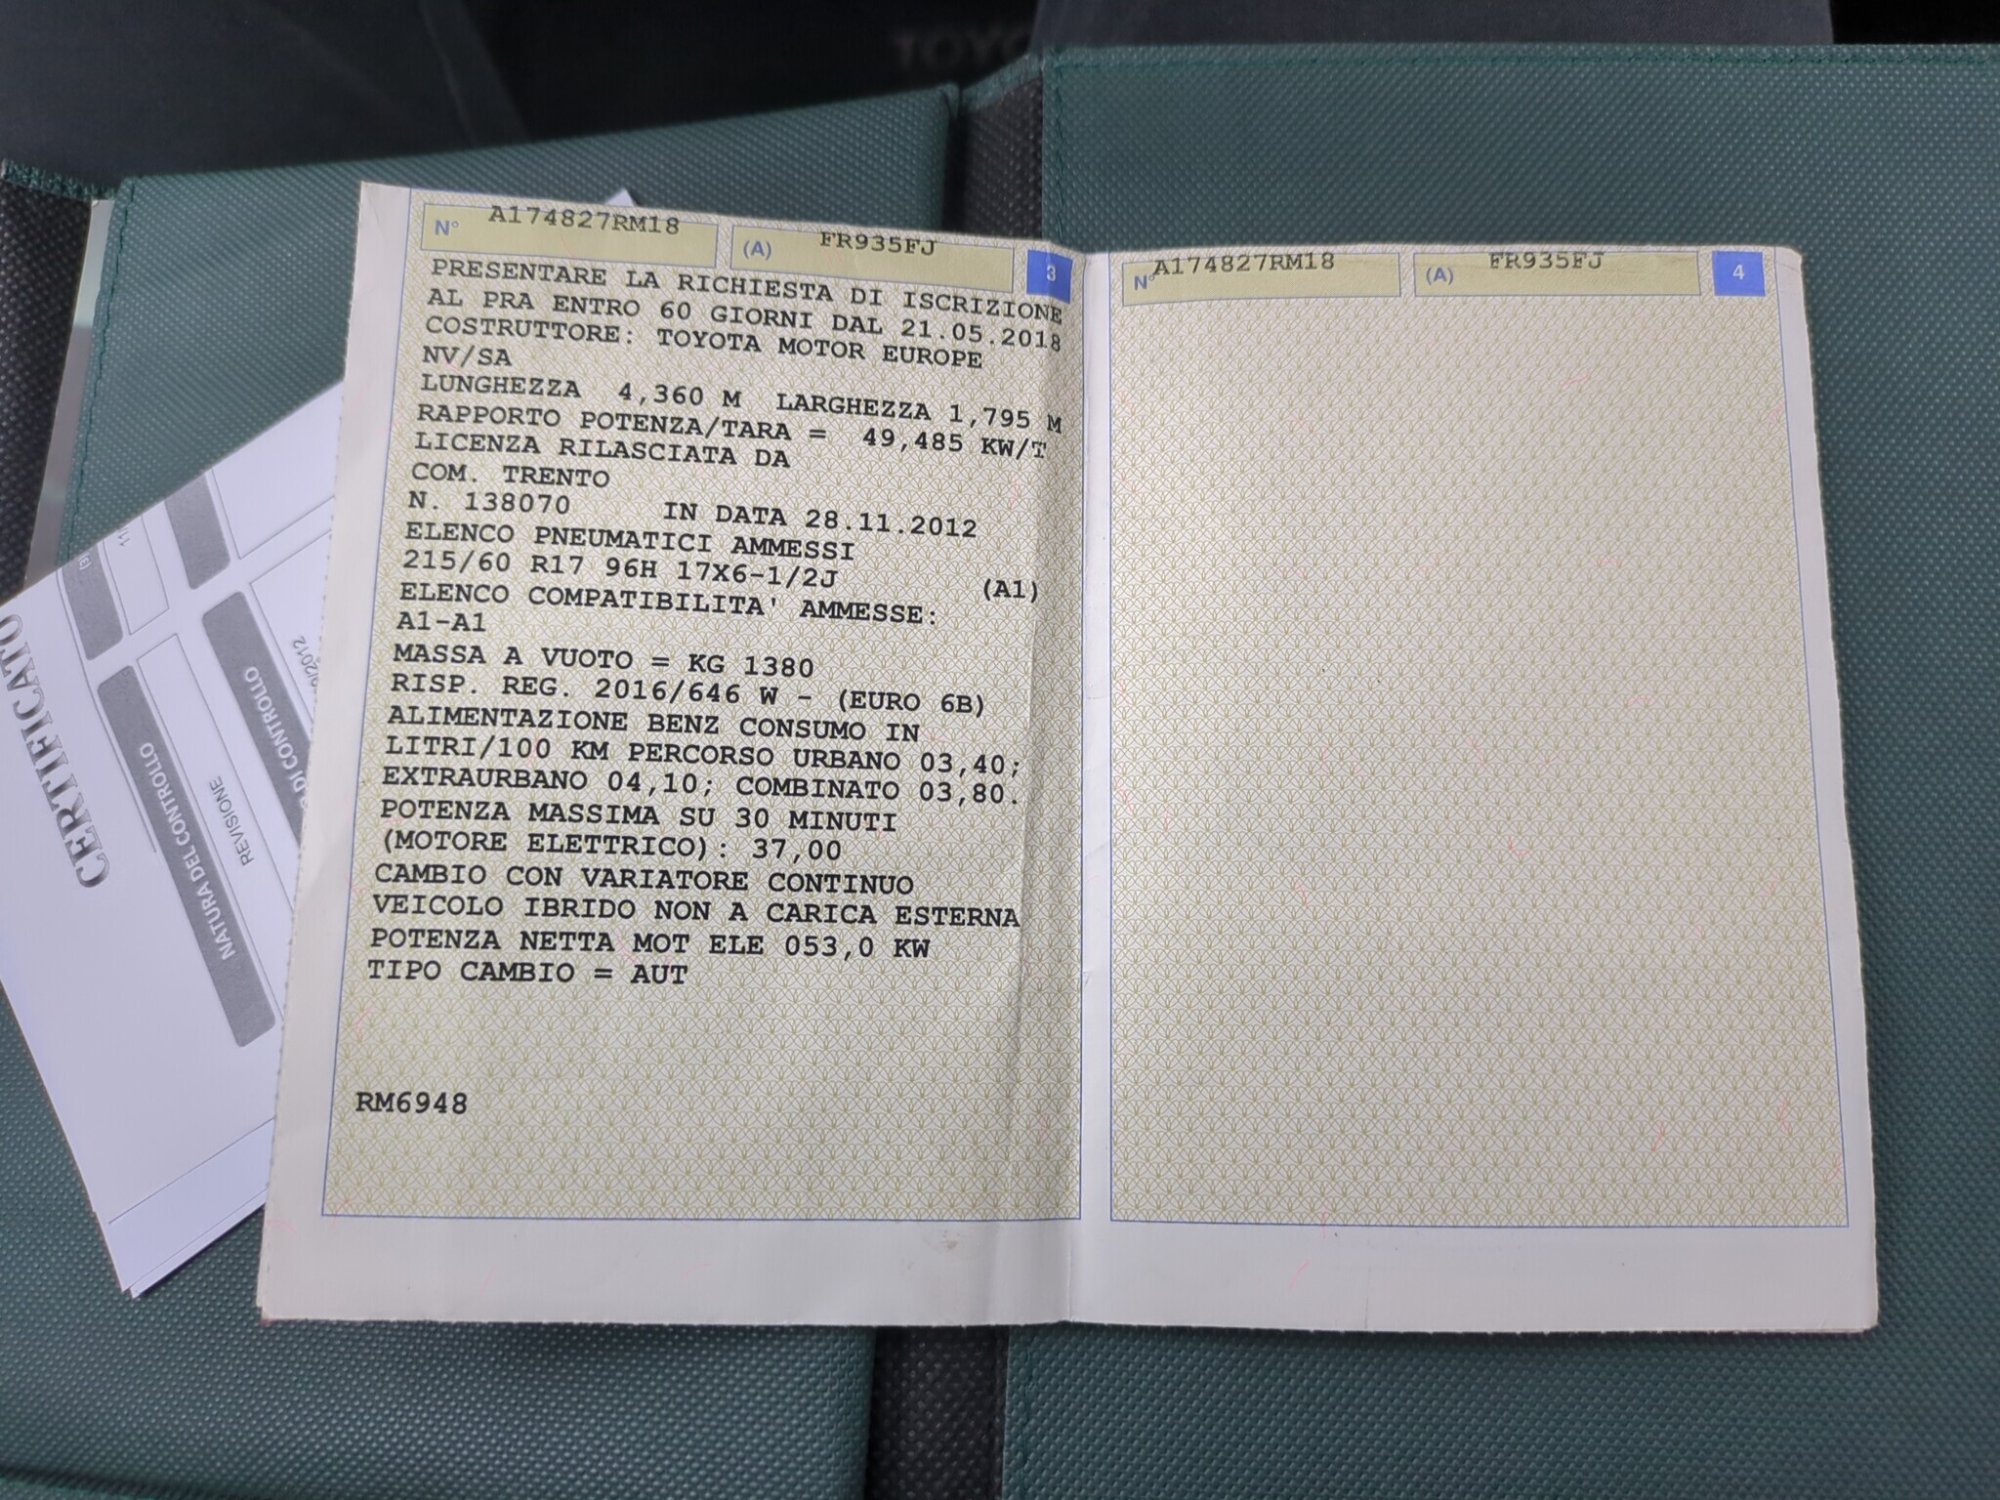 TOYO
N° A174827RM18 (A) FR935FJ 3
PRESENTARE LA RICHIESTA DI ISCRIZIONE
AL PRA ENTRO 60 GIORNI DAL 21.05.2018
COSTRUTTORE: TOYOTA MOTOR EUROPE
NV/SA
LUNGHEZZA 4,360 M LARGHEZZA 1,795 M
RAPPORTO POTENZA/TARA = 49,485 KW/T
LICENZA RILASCIATA DA
COM. TRENTO
N. 138070 IN DATA 28.11.2012
ELENCO PNEUMATICI AMMESSI
215/60 R17 96H 17X6-1/2J (A1)
ELENCO COMPATIBILITA' AMMESSE:
A1-A1
MASSA A VUOTO = KG 1380
RISP. REG. 2016/646 W - (EURO 6B)
ALIMENTAZIONE BENZ CONSUMO IN
LITRI/100 KM PERCORSO URBANO 03,40;
EXTRAURBANO 04,10; COMBINATO 03,80.
POTENZA MASSIMA SU 30 MINUTI
(MOTORE ELETTRICO): 37,00
CAMBIO CON VARIATORE CONTINUO
VEICOLO IBRIDO NON A CARICA ESTERNA
POTENZA NETTA MOT ELE 053,0 KW
TIPO CAMBIO = AUT
RM6948
N° A174827RM18 (A) FR935FJ 4
CERTIFICATO
NATURA DEL CONTROLLO
REVISIONE
DI CONTROLLO
11